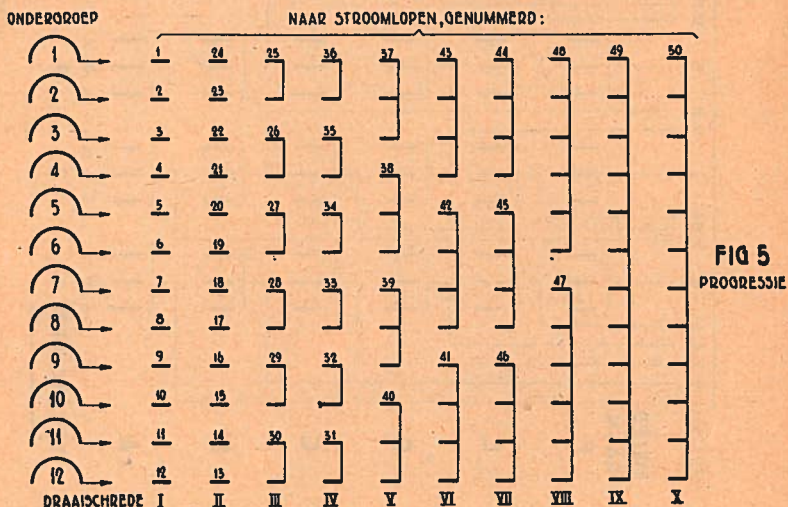 ONDERGROEP NAAR STROOMLOPEN, GENUMMERD:
1 1 24 25 36 37 43 44 48 49 50
2 2 23
3 3 22 26 35
4 4 21 38
5 5 20 27 34 42 45
6 6 19
7 7 18 28 33 39 47
8 8 17
9 9 16 29 32 41 46
10 10 15 40
11 11 14 30 31
12 12 13
DRAAISCHREDE I II III IV V VI VII VIII IX X
FIG 5
PROGRESSIE